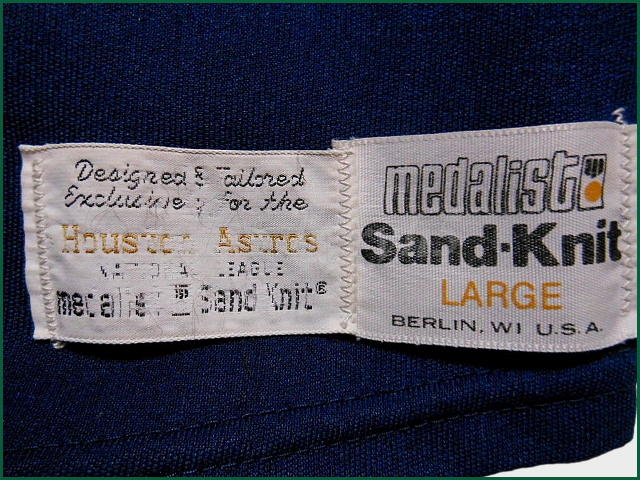 Designed & Tailored
Exclusively for the
Houston Astros
NATIONAL LEAGUE
medalist Sand Knit®
medalist
Sand-Knit
LARGE
BERLIN, WI U.S.A.